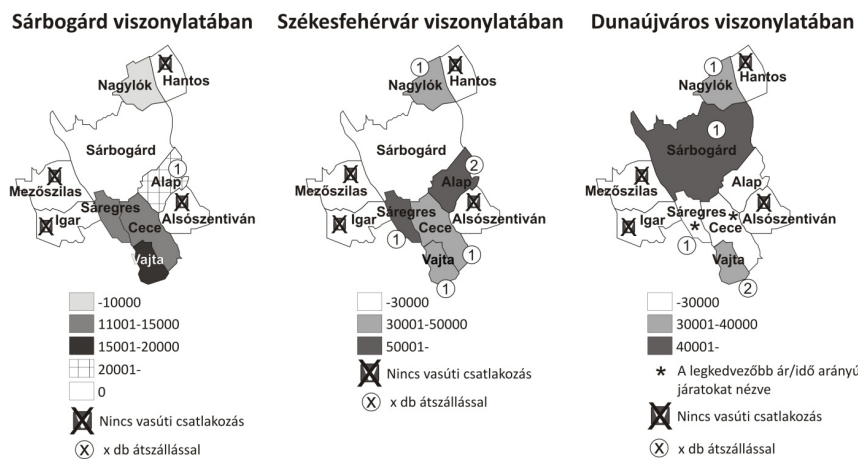 Sárbogárd viszonylatában
Nagylók
Hantos
Sárbogárd
1
Mezőszilas
Alap
Igar
Sáregres
Alsószentiván
Cece
Vajta
-10000
11001-15000
15001-20000
20001-
0
Nincs vasúti csatlakozás
x x db átszállással
Székesfehérvár viszonylatában
1
Nagylók
Hantos
Sárbogárd
2
Mezőszilas
Alap
Igar
Sáregres
Alsószentiván
Cece
1
1
Vajta
1
-30000
30001-50000
50001-
Nincs vasúti csatlakozás
x x db átszállással
Dunaújváros viszonylatában
1
Nagylók
Hantos
1
Sárbogárd
Mezőszilas
Alap
Igar
Sáregres
* Alsószentiván
Cece
*
1
Vajta
2
-30000
30001-40000
40001-
* A legkedvezőbb ár/idő arányú
járatokat nézve
Nincs vasúti csatlakozás
x x db átszállással